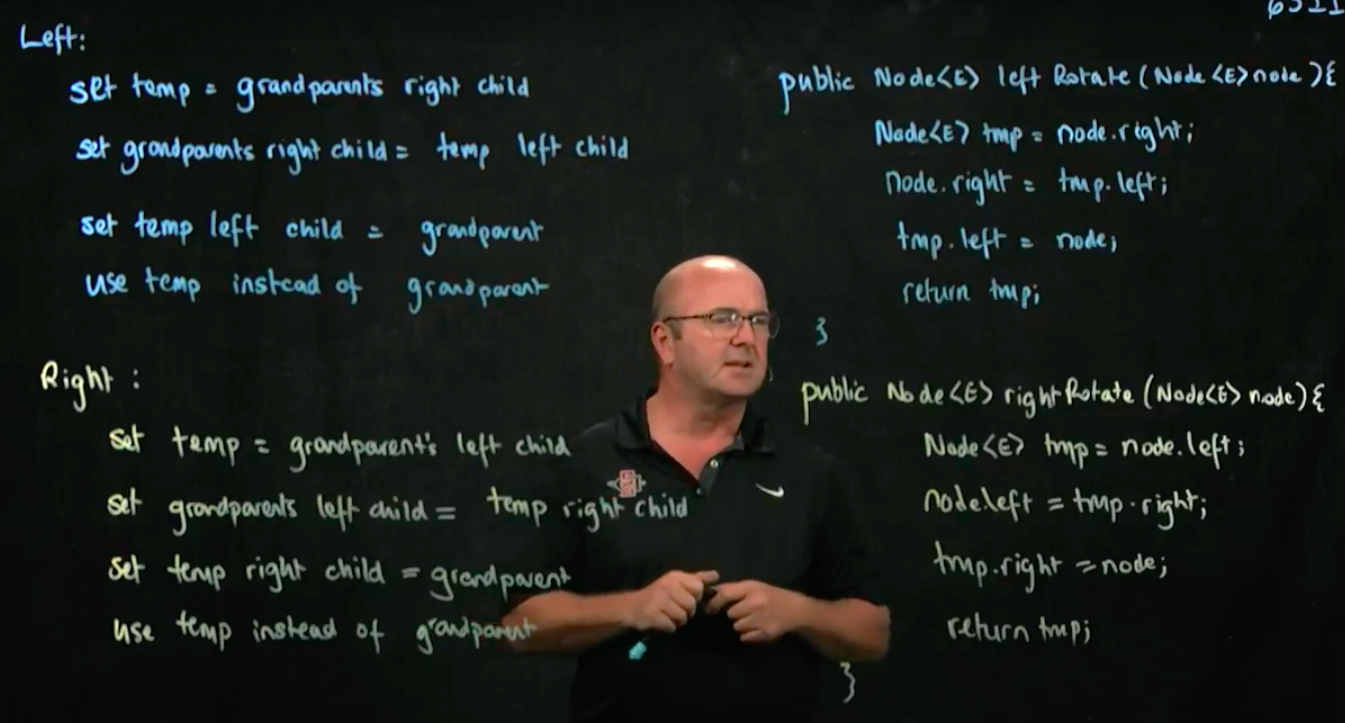 Left:
set temp = grandparents right child
set grandparents right child = temp left child
set temp left child = grandparent
use temp instead of grandparent
Right :
set temp = grandparent's left child
set grandparents left child = temp right child
set temp right child = grandparent
use temp instead of grandparent
public Node<E> left Rotate (Node <E> node ){
Node<E> tmp = node.right;
node.right = tmp.left;
tmp.left = node;
return tmp;
}
public Node<E> right Rotate (Node<E> node){
Node<E> tmp = node.left;
node.left = tmp.right;
tmp.right = node;
return tmp;
}